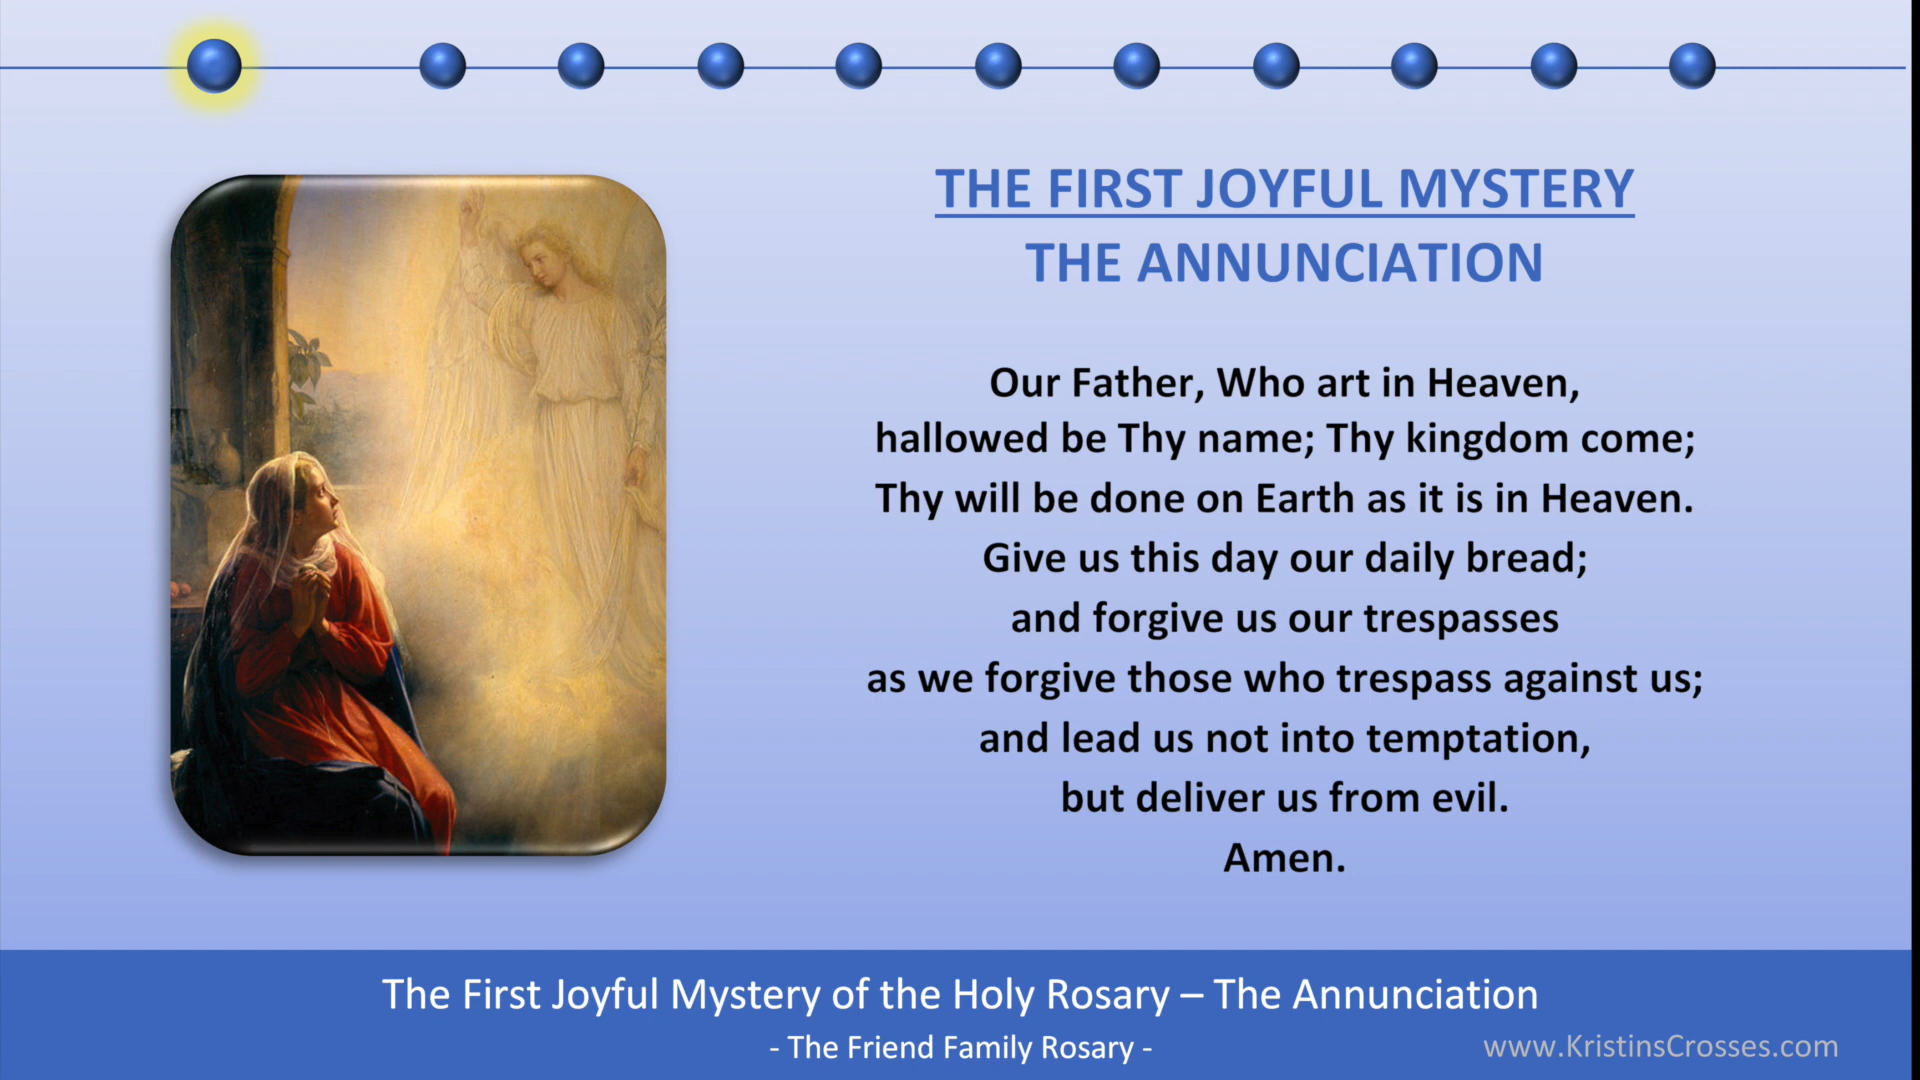 THE FIRST JOYFUL MYSTERY
THE ANNUNCIATION
Our Father, Who art in Heaven,
hallowed be Thy name; Thy kingdom come;
Thy will be done on Earth as it is in Heaven.
Give us this day our daily bread;
and forgive us our trespasses
as we forgive those who trespass against us;
and lead us not into temptation,
but deliver us from evil.
Amen.
The First Joyful Mystery of the Holy Rosary – The Annunciation
- The Friend Family Rosary -
www.KristinsCrosses.com